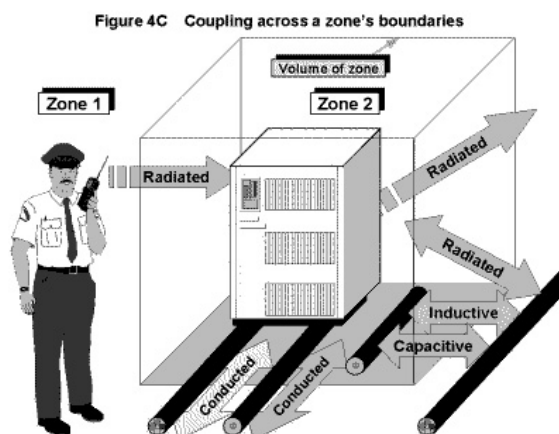 Figure 4C Coupling across a zone's boundaries
Volume of zone
Zone 1
Zone 2
Radiated
Radiated
Radiated
Inductive
Capacitive
Conducted
Conducted